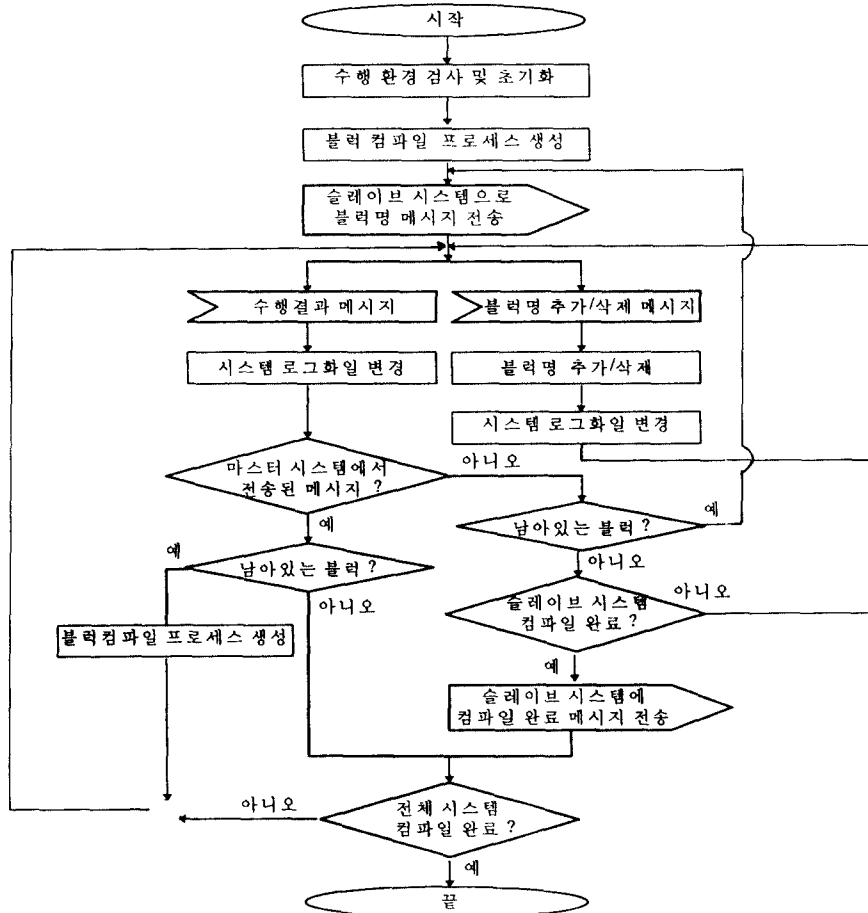 시작
수행 환경 검사 및 초기화
블럭 컴파일 프로세스 생성
슬레이브 시스템으로
블럭명 메시지 전송
수행결과 메시지
블럭명 추가/삭제 메시지
시스템 로그화일 변경
블럭명 추가/삭재
시스템 로그화일 변경
마스터 시스템에서
전송된 메시지 ?
아니오
예
남아있는 블럭 ?
예
아니오
예
남아있는 블럭 ?
아니오
슬레이브 시스템
컴파일 완료 ?
아니오
예
블럭컴파일 프로세스 생성
슬레이브 시스템에
컴파일 완료 메시지 전송
아니오
전체 시스템
컴파일 완료 ?
예
끝